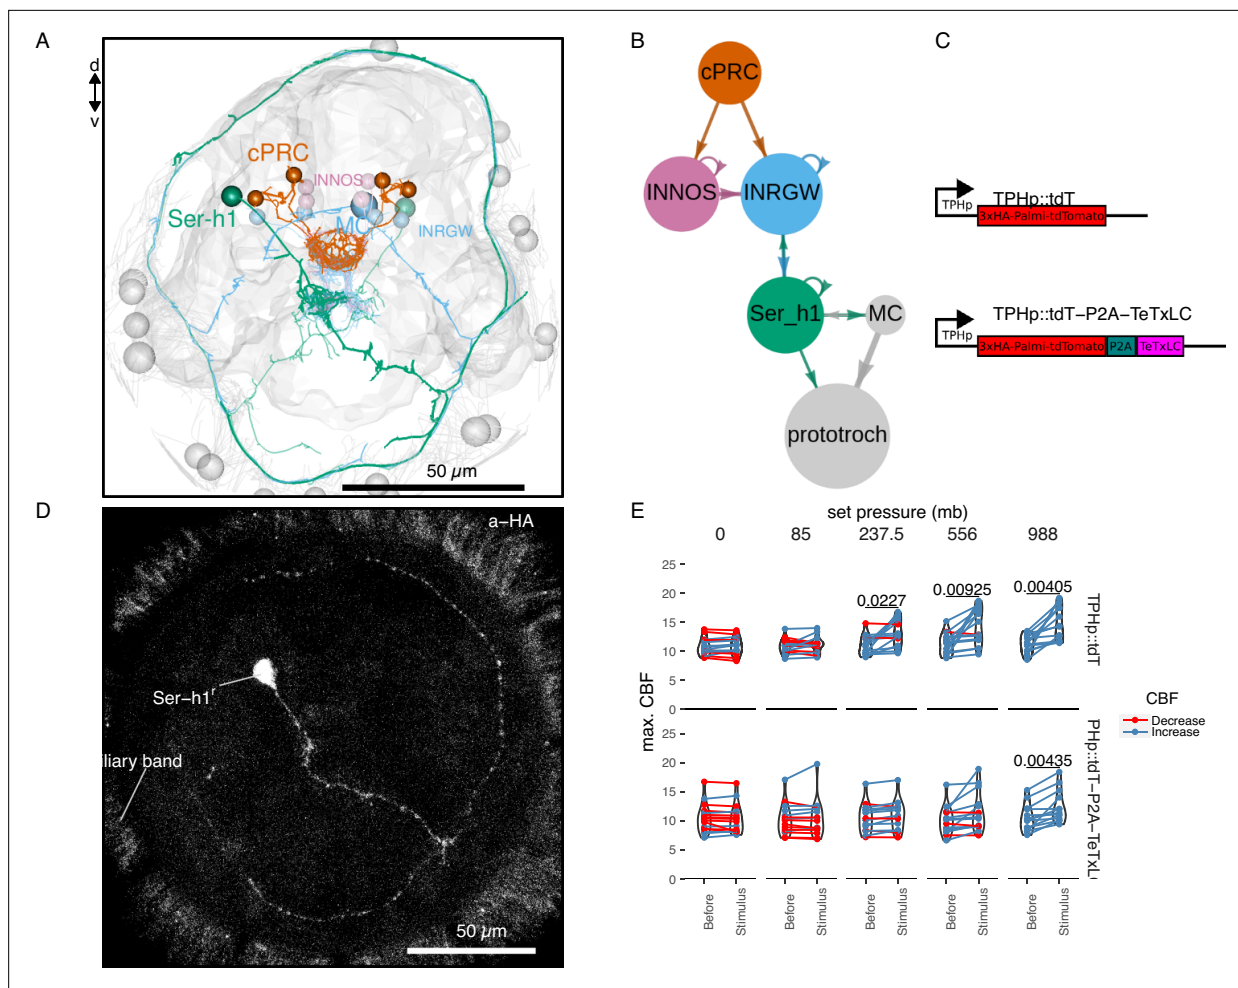 A
d
v
cPRC
INNOS
Ser-h1
MC
INRGW
50 µm
B
cPRC
INNOS
INRGW
Ser_h1
MC
prototroch
C
TPHp::tdT
TPHp
3xHA-Palmi-tdTomato
TPHp::tdT−P2A−TeTxLC
TPHp
3xHA-Palmi-tdTomato
P2A
TeTxLC
D
a−HA
Ser−h1r
iliary band
50 µm
E
set pressure (mb)
0 85 237.5 556 988
max. CBF
25
20
15
10
5
0
0.0227
0.00925
0.00405
TPHp::tdT
20
15
10
5
0
0.00435
PHp::tdT−P2A−TeTxL
Before Stimulus Before Stimulus Before Stimulus Before Stimulus Before Stimulus
CBF
Decrease
Increase